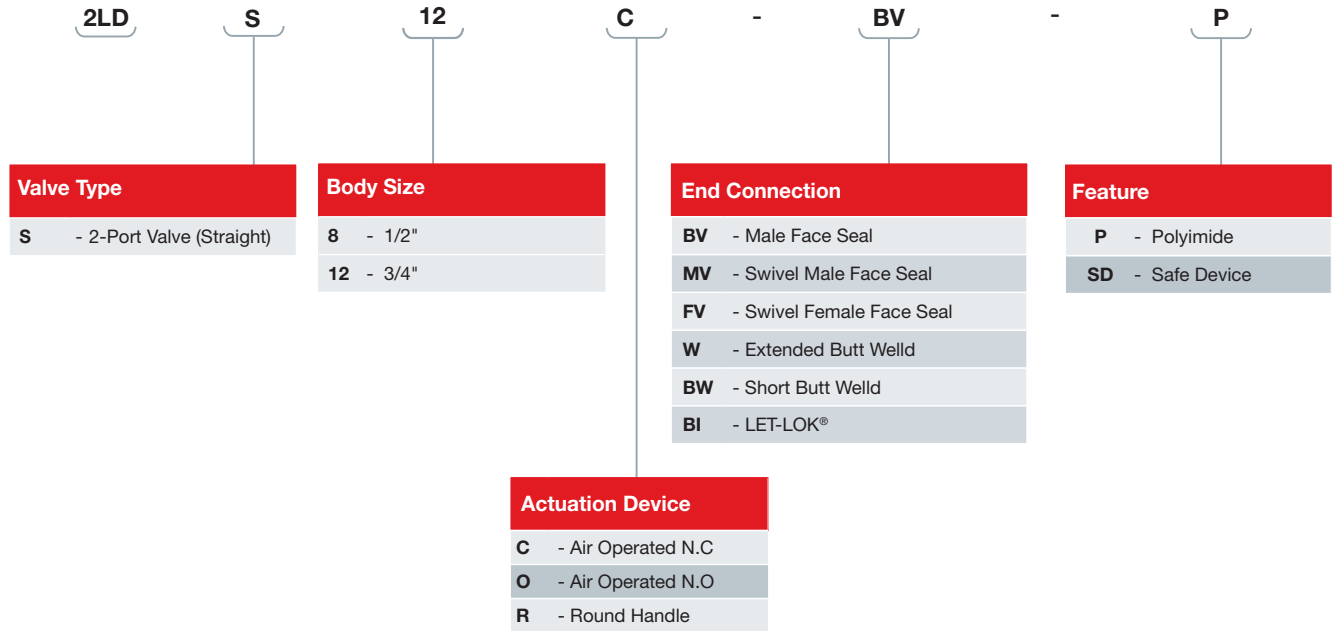 2LD S 12 C - BV - P
Valve Type
S - 2-Port Valve (Straight)
Body Size
8 - 1/2"
12 - 3/4"
End Connection
BV - Male Face Seal
MV - Swivel Male Face Seal
FV - Swivel Female Face Seal
W - Extended Butt Welld
BW - Short Butt Welld
BI - LET-LOK®
Feature
P - Polyimide
SD - Safe Device
Actuation Device
C - Air Operated N.C
O - Air Operated N.O
R - Round Handle